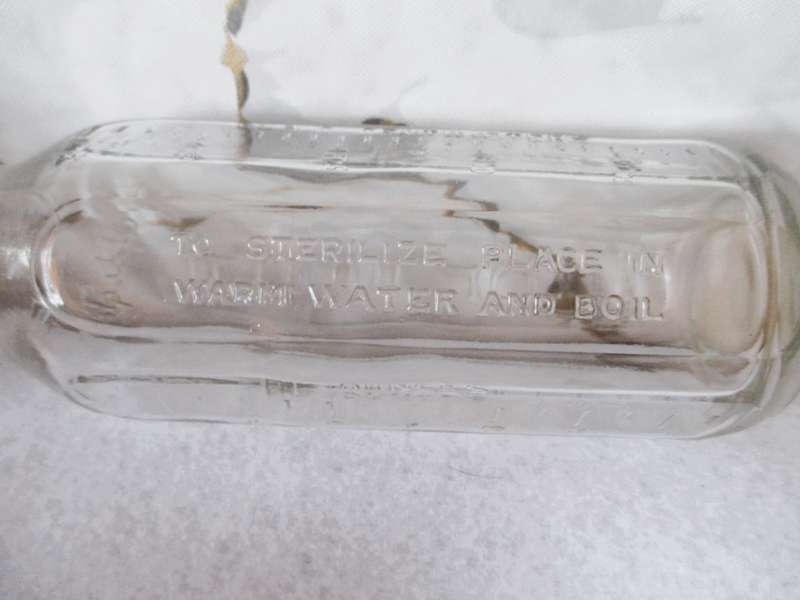 TO STERILIZE PLACE IN
WARM WATER AND BOIL